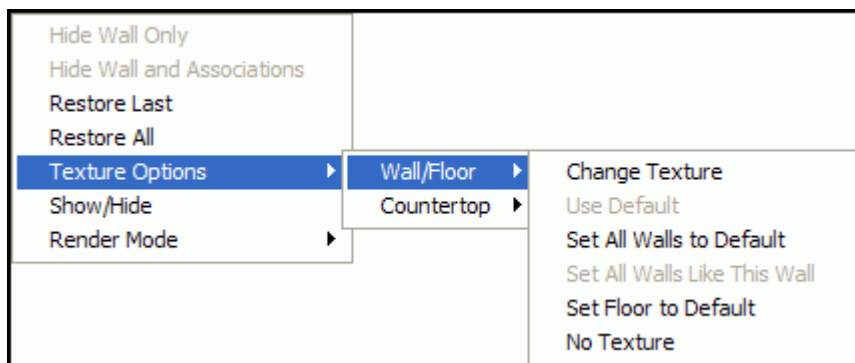 Hide Wall Only
Hide Wall and Associations
Restore Last
Restore All
Texture Options
Show/Hide
Render Mode
Wall/Floor
Countertop
Change Texture
Use Default
Set All Walls to Default
Set All Walls Like This Wall
Set Floor to Default
No Texture